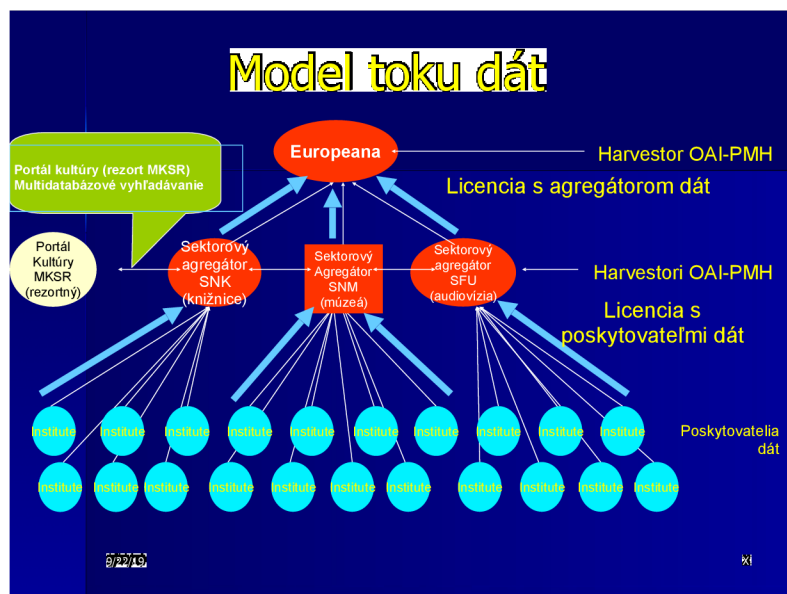 Model toku dát
Europeana
Harvestor OAI-PMH
Portál kultúry (rezort MKSR)
Multidatabázové vyhľadávanie
Licencia s agregátorom dát
Portál
Kultúry
MKSR
(rezortný)
Sektorový
agregátor
SNK
(knižnice)
Sektorový
Agregátor
SNM
(múzeá)
Sektorový
agregátor
SFU
(audiovízia)
Harvestori OAI-PMH
Licencia s
poskytovateľmi dát
Institute
Institute
Institute
Institute
Institute
Institute
Institute
Institute
Institute
Institute
Poskytovatelia
dát
Institute
Institute
Institute
Institute
Institute
Institute
Institute
Institute
Institute
Institute
Institute
9/22/19
XI